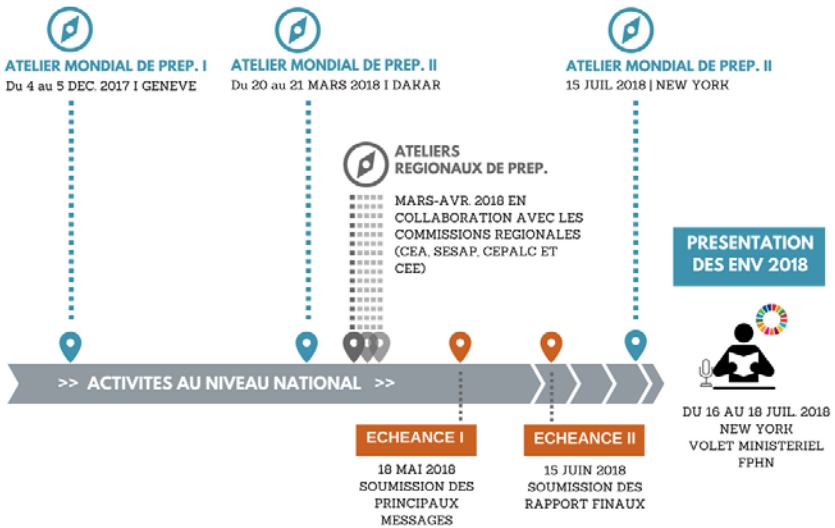 ATELIER MONDIAL DE PREP. I
Du 4 au 5 DEC. 2017 I GENEVE
ATELIER MONDIAL DE PREP. II
Du 20 au 21 MARS 2018 I DAKAR
ATELIER MONDIAL DE PREP. II
15 JUIL 2018 | NEW YORK
ATELIERS
REGIONAUX DE PREP.
MARS-AVR. 2018 EN
COLLABORATION AVEC LES
COMMISSIONS REGIONALES
(CEA, SESAP, CEPALC ET
CEE)
PRESENTATION
DES ENV 2018
>> ACTIVITES AU NIVEAU NATIONAL >>
DU 16 AU 18 JUIL. 2018
NEW YORK
VOLET MINISTERIEL
FPHN
ECHEANCE I
18 MAI 2018
SOUMISSION DES
PRINCIPAUX
MESSAGES
ECHEANCE II
15 JUIN 2018
SOUMISSION DES
RAPPORT FINAUX